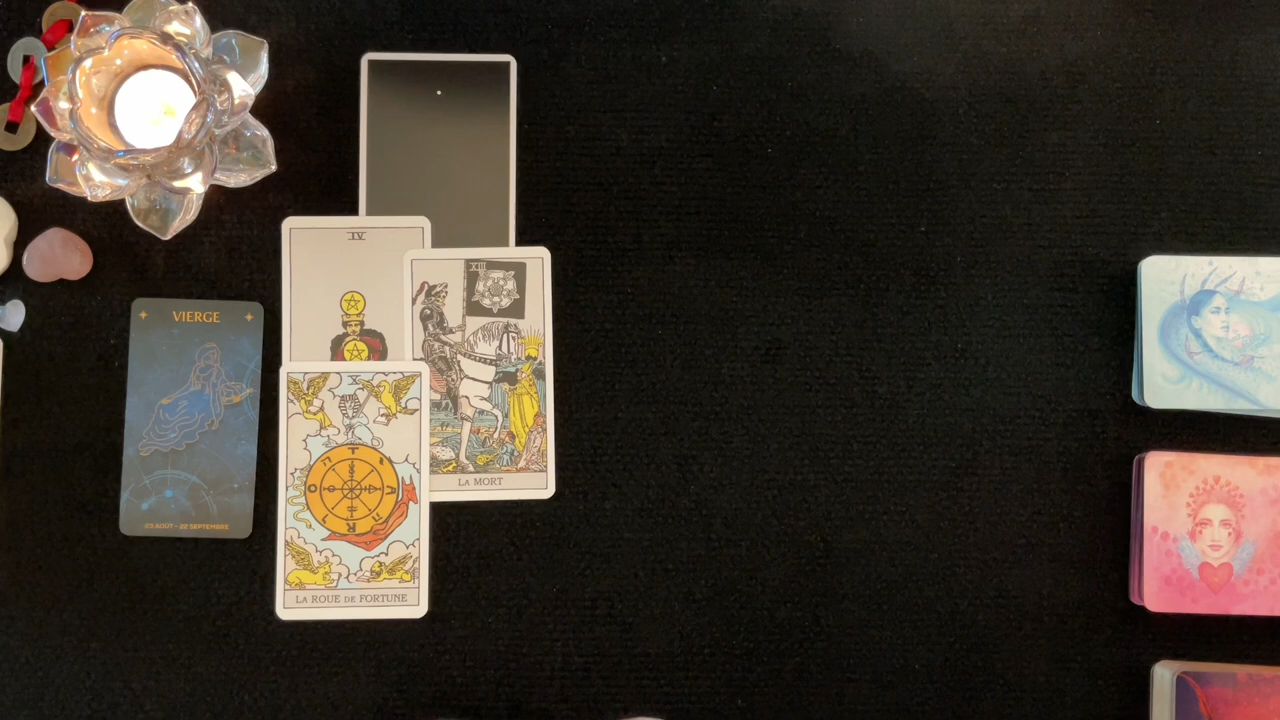 IV
XIII
VIERGE
X
LA MORT
23 AOÛT - 22 SEPTEMBRE
LA ROUE DE FORTUNE